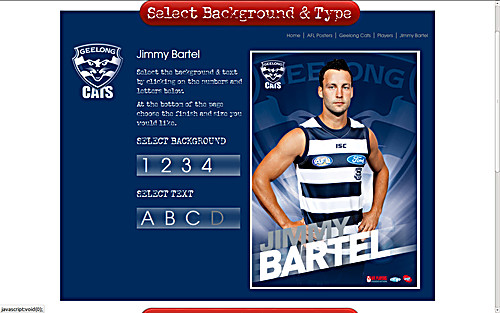 Select Background & Type
Home | AFL Posters | Geelong Cats | Players | Jimmy Bartel
GEELONG
CATS
Jimmy Bartel
Select the background & text
by clicking on the numbers and
letters below.
At the bottom of the page
choose the finish and size you
would like.
SELECT BACKGROUND
1 2 3 4
SELECT TEXT
A B C D
GEELONG
CATS
GEELONG
ISC
AFL
Ford
JIMMY
BARTEL
javascript:void(0);